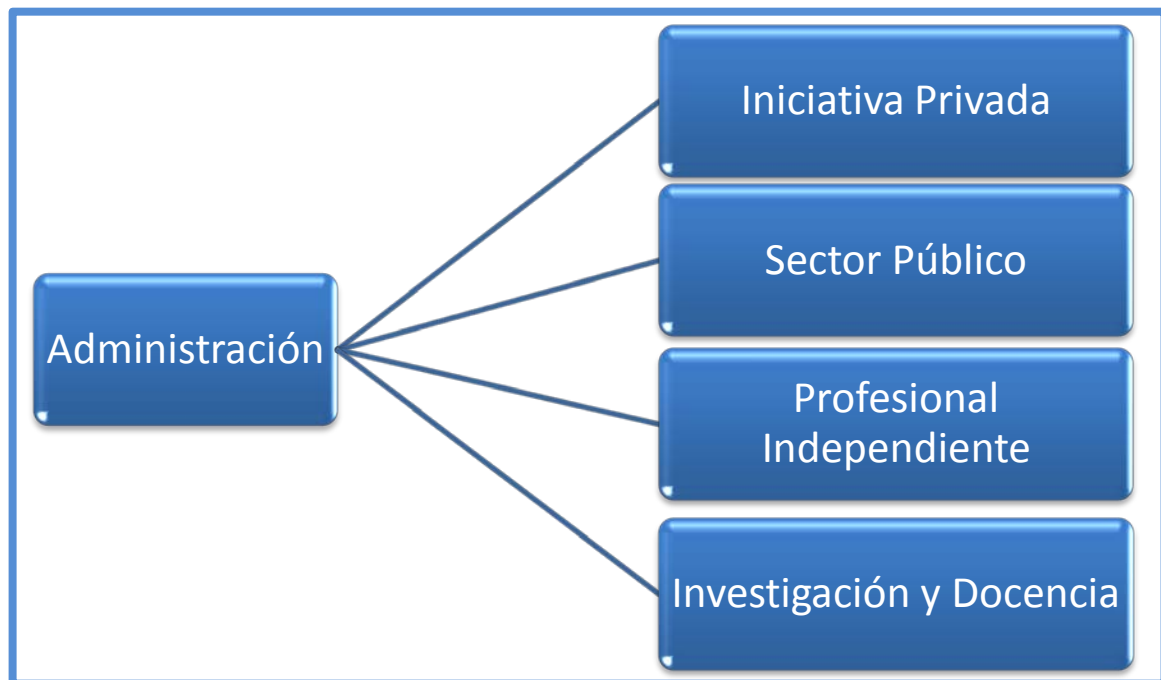 Iniciativa Privada
Sector Público
Administración
Profesional
Independiente
Investigación y Docencia